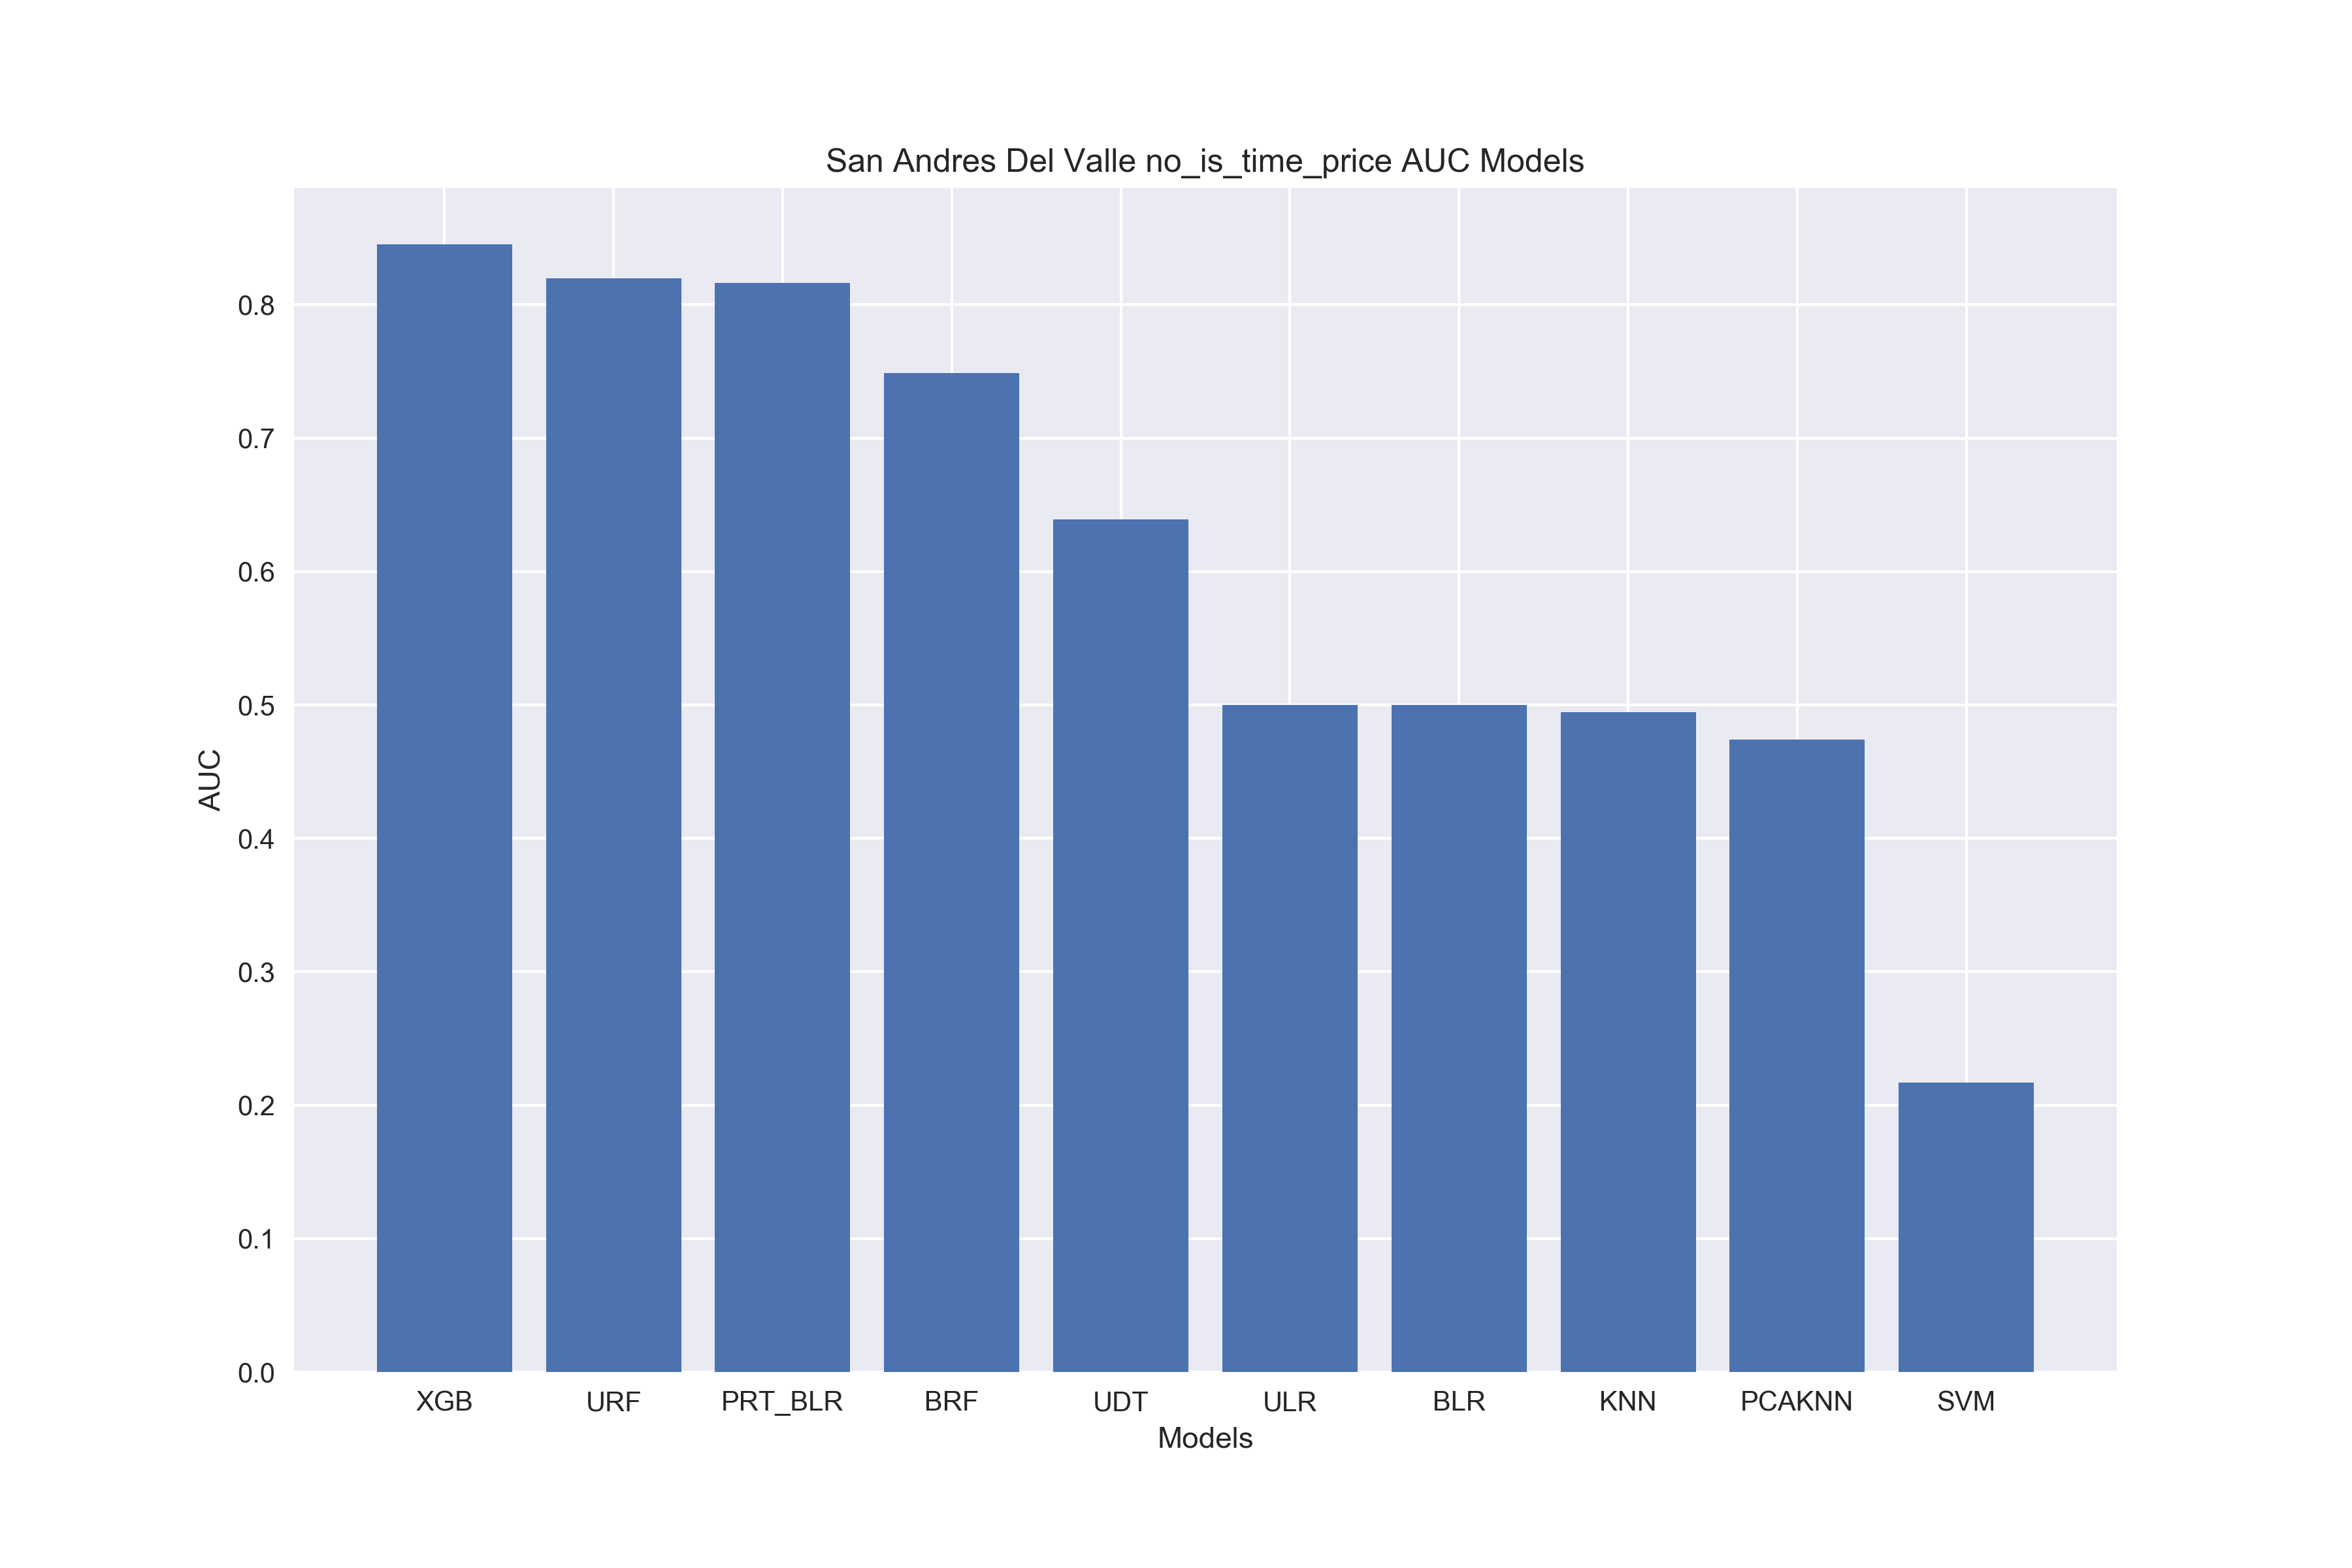 San Andres Del Valle no_is_time_price AUC Models
0.8
0.7
0.6
0.5
0.4
0.3
0.2
0.1
0.0
AUC
XGB URF PRT_BLR BRF UDT ULR BLR KNN PCAKNN SVM
Models